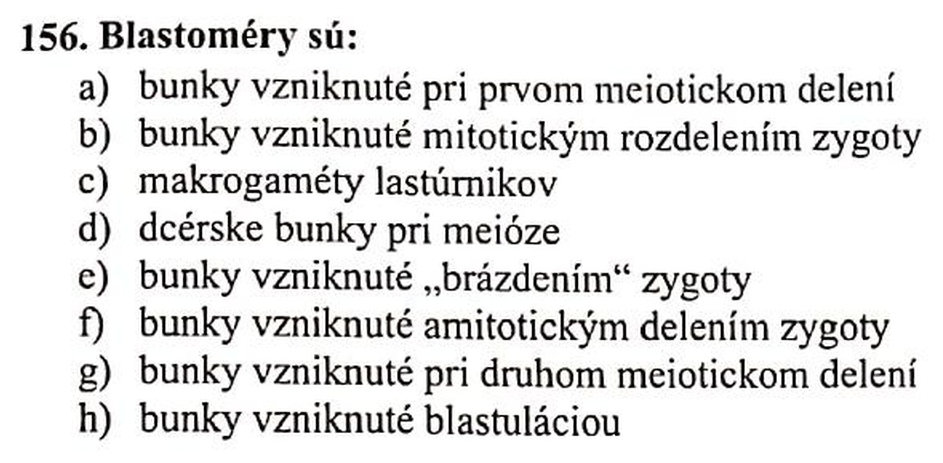 156. Blastoméry sú:
a) bunky vzniknuté pri prvom meiotickom delení
b) bunky vzniknuté mitotickým rozdelením zygoty
c) makrogaméty lastúrnikov
d) dcérske bunky pri meióze
e) bunky vzniknuté „brázdením“ zygoty
f) bunky vzniknuté amitotickým delením zygoty
g) bunky vzniknuté pri druhom meiotickom delení
h) bunky vzniknuté blastuláciou